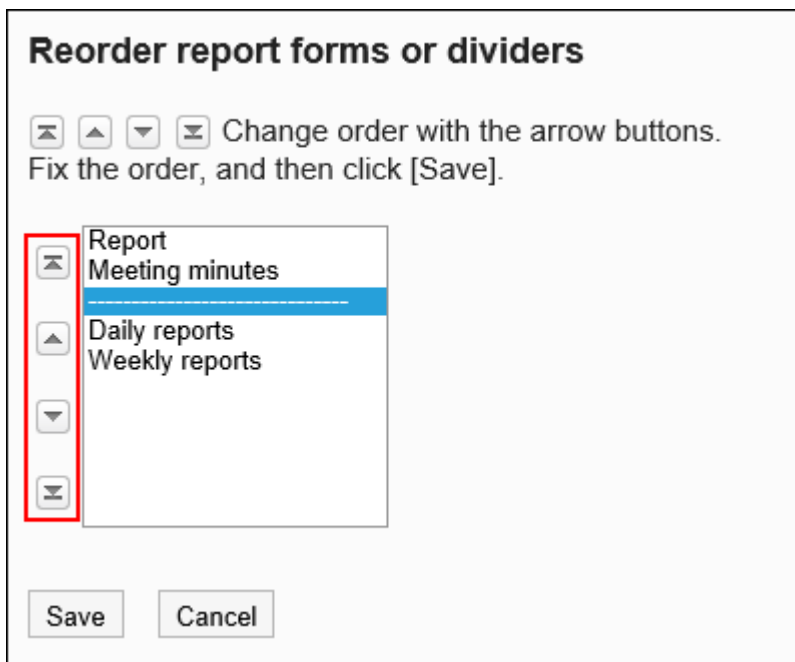 Reorder report forms or dividers
Change order with the arrow buttons.
Fix the order, and then click [Save].
Report
Meeting minutes
------------------------------
Daily reports
Weekly reports
Save
Cancel